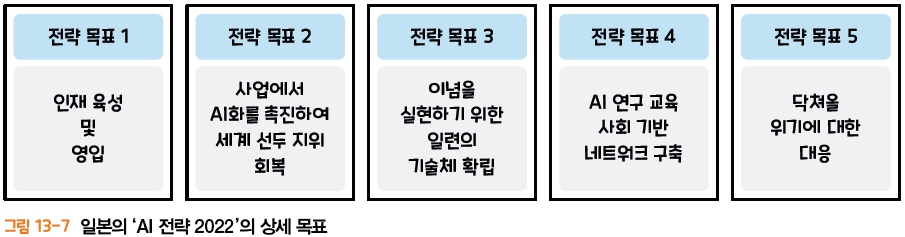 전략 목표 1
인재 육성
및
영입
전략 목표 2
사업에서
AI화를 촉진하여
세계 선두 지위
회복
전략 목표 3
이념을
실현하기 위한
일련의
기술체 확립
전략 목표 4
AI 연구 교육
사회 기반
네트워크 구축
전략 목표 5
닥쳐올
위기에 대한
대응
그림 13-7 일본의 ‘AI 전략 2022’의 상세 목표